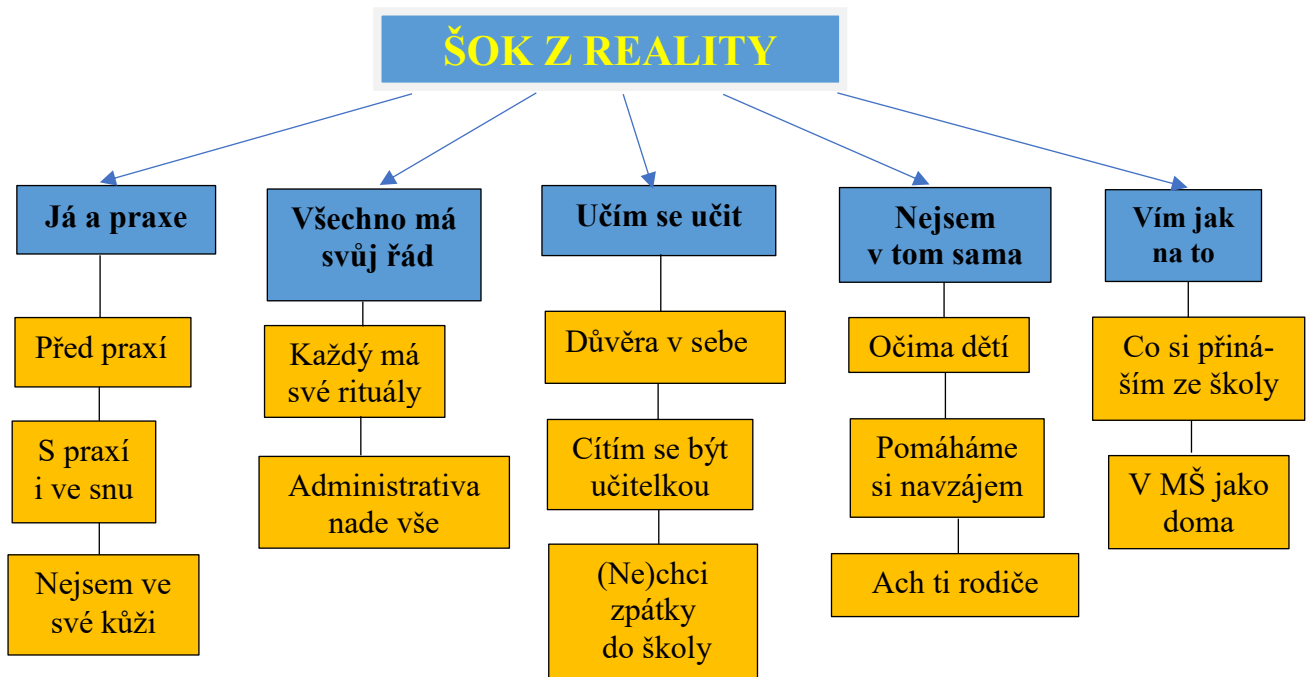 ŠOK Z REALITY
Já a praxe
Před praxí
S praxí
i ve snu
Nejsem ve
své kůži
Všechno má
svůj řád
Každý má
své rituály
Administrativa
nade vše
Učím se učit
Důvěra v sebe
Cítím se být
učitelkou
(Ne)chci
zpátky
do školy
Nejsem
v tom sama
Očima dětí
Pomáháme
si navzájem
Ach ti rodiče
Vím jak
na to
Co si přiná-
ším ze školy
V MŠ jako
doma